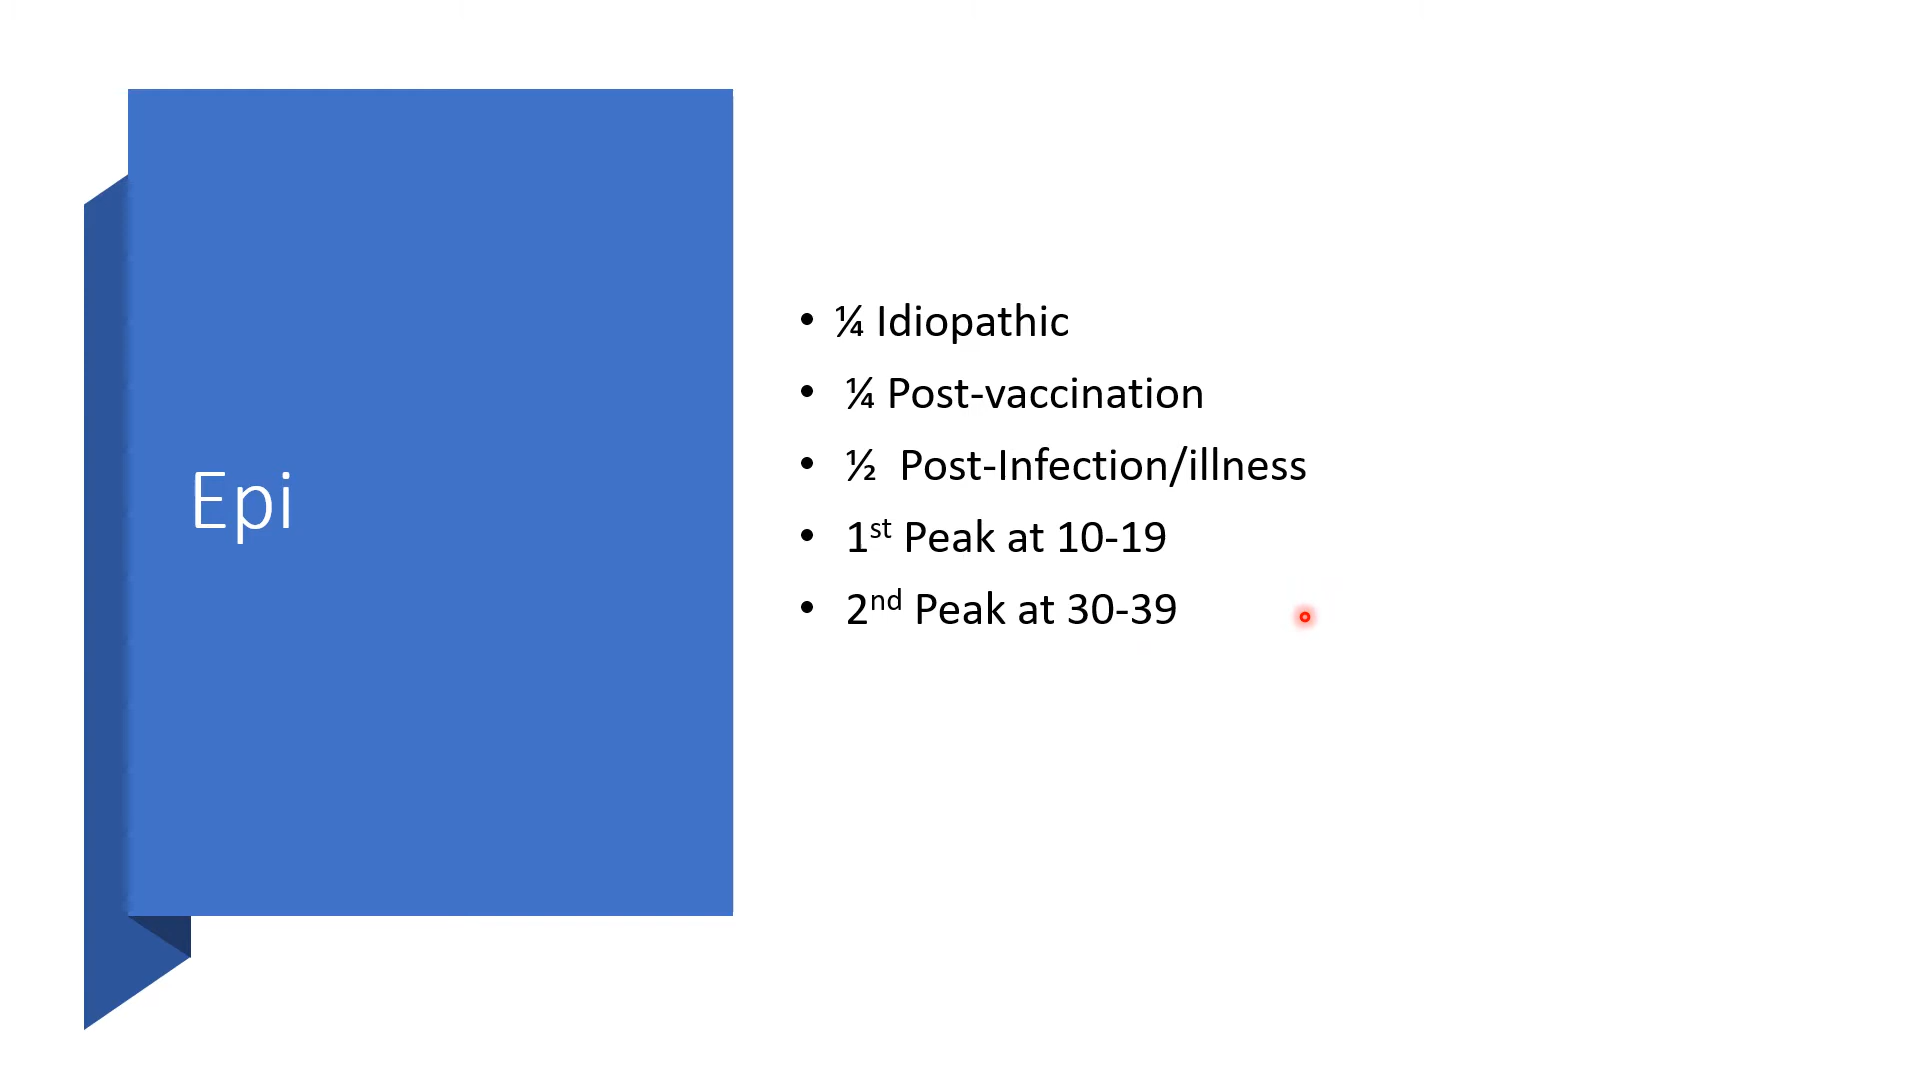 Epi
• ¼ Idiopathic
• ¼ Post-vaccination
• ½ Post-Infection/illness
• 1st Peak at 10-19
• 2nd Peak at 30-39